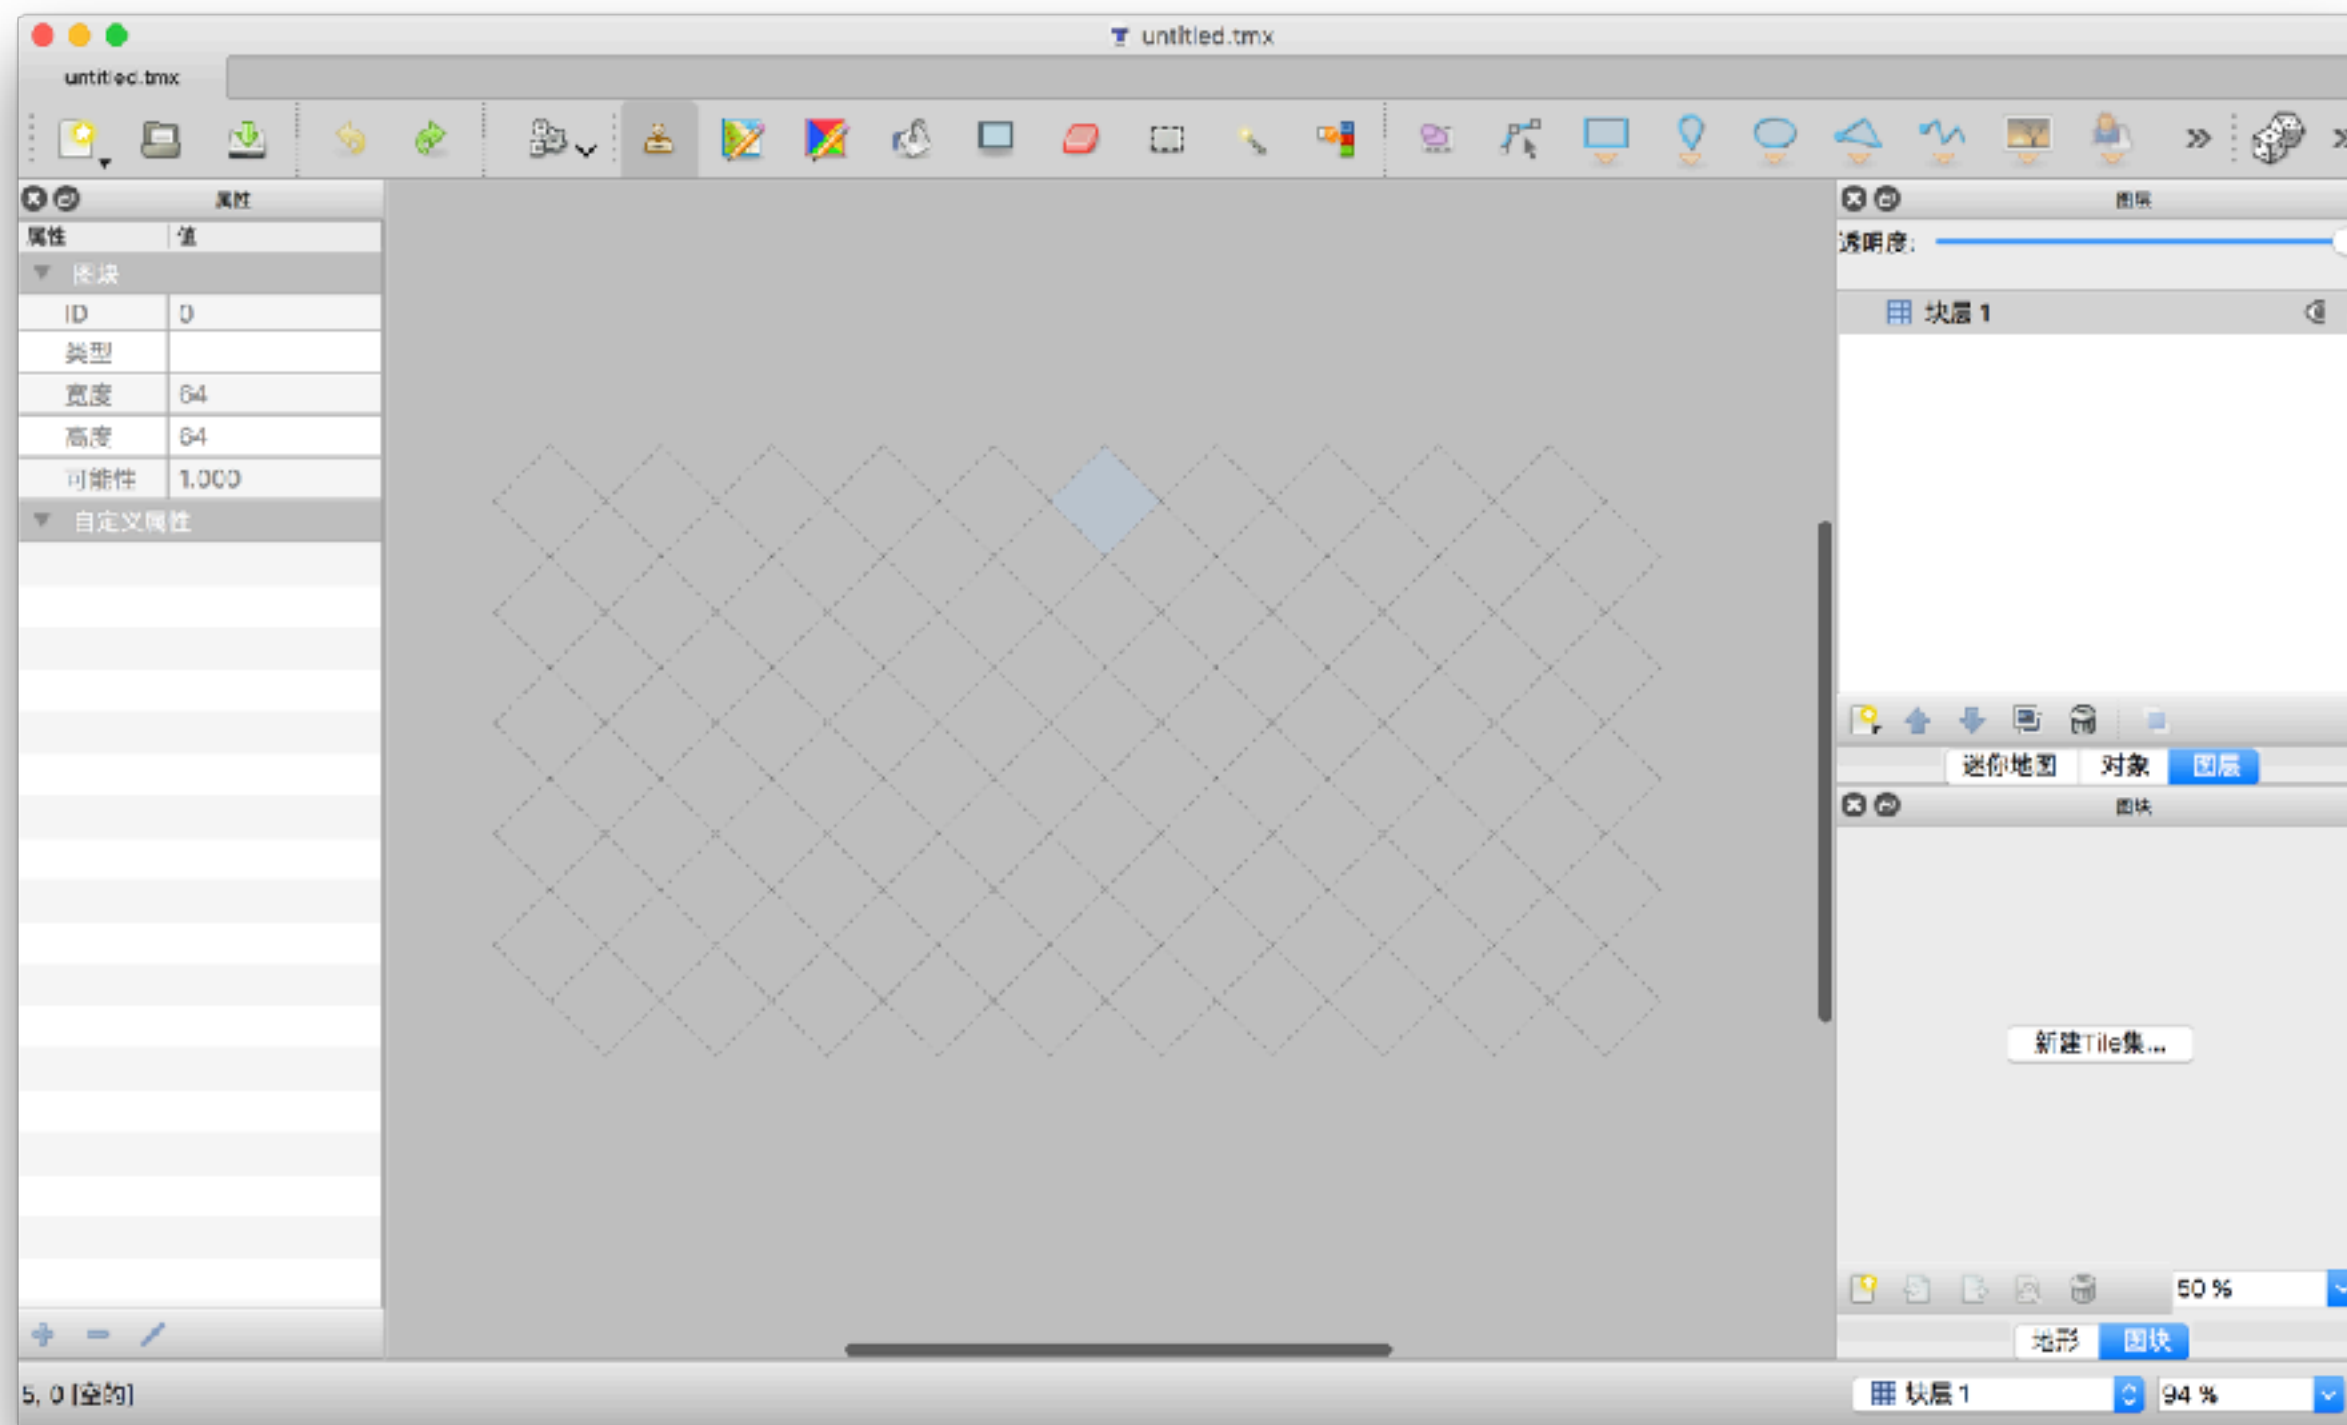 untitled.tmx
untitled.tmx
属性
属性 值
图块
ID 0
类型
宽度 64
高度 64
可能性 1.000
自定义属性
图层
透明度:
块层 1
迷你地图 对象 图层
图块
新建Tile集...
50 %
地形 图块
5, 0 [空的]
块层 1 94 %